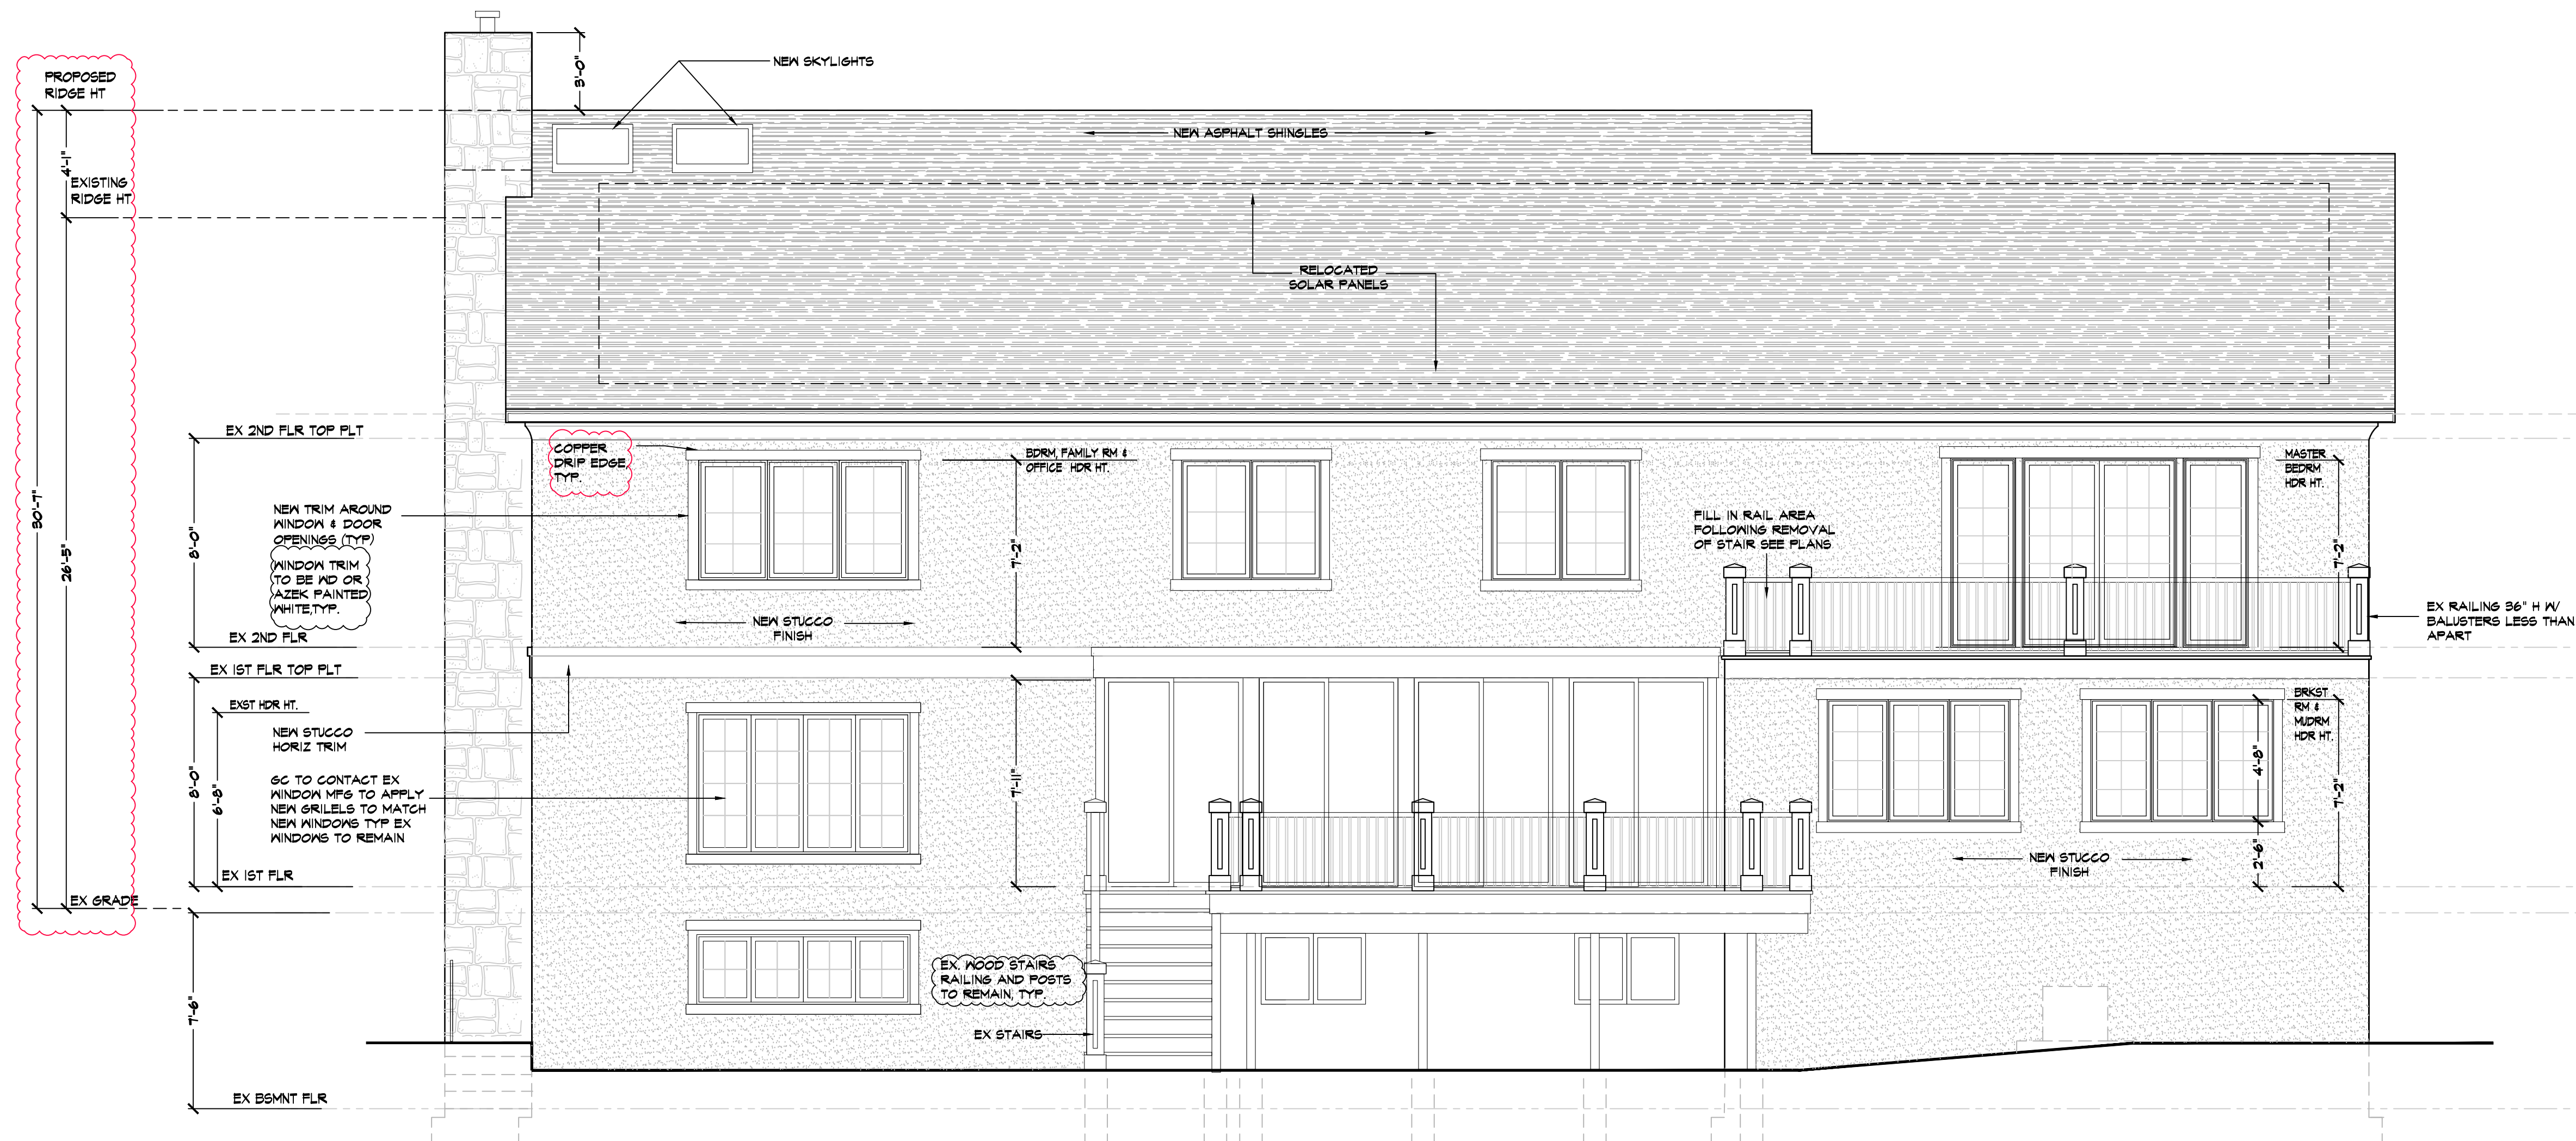 PROPOSED
RIDGE HT
4'-1"
EXISTING
RIDGE HT
30'-7"
26'-5"
EX GRADE
3'-0"
NEW SKYLIGHTS
NEW ASPHALT SHINGLES
RELOCATED
SOLAR PANELS
EX 2ND FLR TOP PLT
8'-0"
NEW TRIM AROUND
WINDOW & DOOR
OPENINGS (TYP)
WINDOW TRIM
TO BE WD OR
AZEK PAINTED
WHITE,TYP.
EX 2ND FLR
COPPER
DRIP EDGE,
TYP.
BDRM, FAMILY RM &
OFFICE HDR HT.
7'-2"
NEW STUCCO
FINISH
FILL IN RAIL AREA
FOLLOWING REMOVAL
OF STAIR SEE PLANS
MASTER
BEDRM
HDR HT.
7'-2"
EX RAILING 36" H W/
BALUSTERS LESS THAN
APART
EX 1ST FLR TOP PLT
EXST HDR HT.
8'-0"
6'-8"
NEW STUCCO
HORIZ TRIM
GC TO CONTACT EX
WINDOW MFG TO APPLY
NEW GRILELS TO MATCH
NEW WINDOWS TYP EX
WINDOWS TO REMAIN
EX 1ST FLR
7'-11"
BRKST
RM &
MUDRM
HDR HT.
4'-8"
7'-2"
2'-6"
NEW STUCCO
FINISH
7'-6"
EX. WOOD STAIRS
RAILING AND POSTS
TO REMAIN, TYP.
EX STAIRS
EX BSMNT FLR